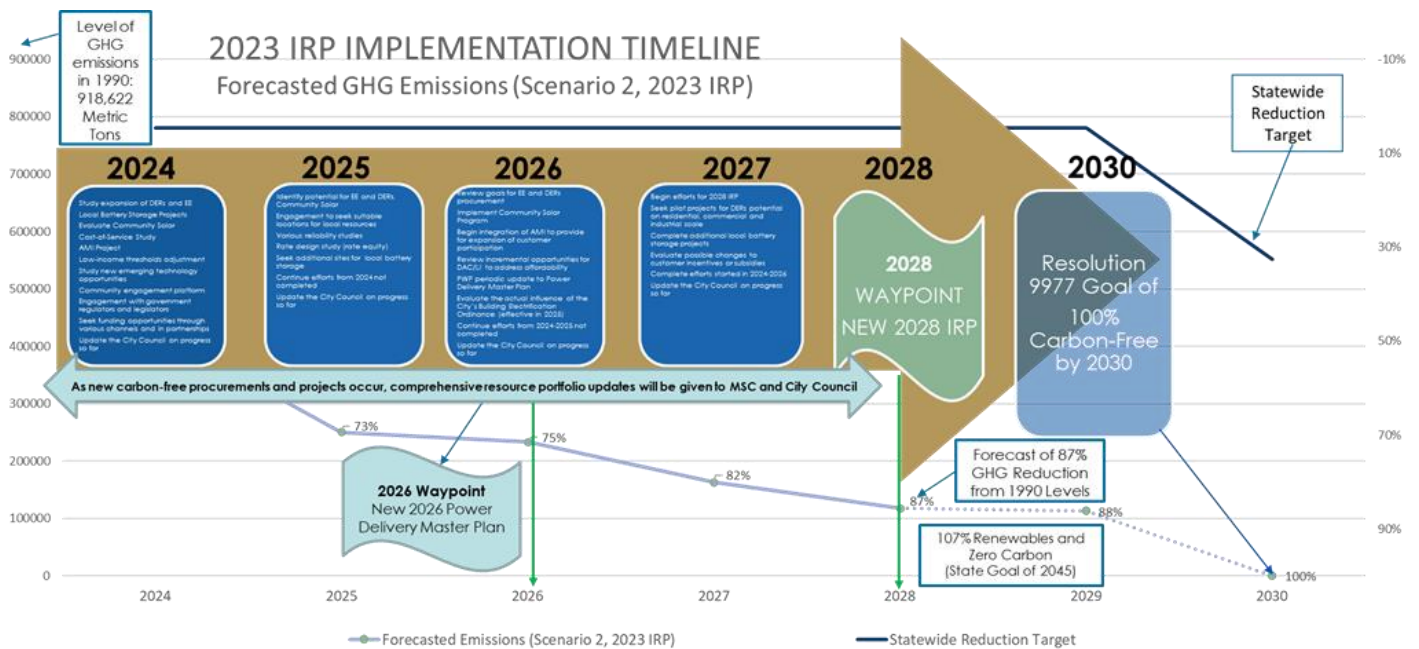 Level of
GHG
emissions
in 1990:
918,622
Metric
Tons
2023 IRP IMPLEMENTATION TIMELINE
Forecasted GHG Emissions (Scenario 2, 2023 IRP)
900000
800000
700000
600000
500000
400000
300000
200000
100000
0
-10%
10%
30%
50%
70%
90%
Statewide
Reduction
Target
2024
Study expansion of DERs and EE
Local Battery Storage Projects
Evaluate Community Solar
Cost-of-Service Study
AMI Project
Low-income thresholds adjustment
Study new emerging technology
opportunities
Community engagement platform
Engagement with government
regulators and legislators
Seek funding opportunities through
various channels and in partnerships
Update the City Council on progress
so far
2025
Identify potential for EE and DERs,
Community Solar
Engagement to seek suitable
locations for local resources
Various reliability studies
Rate design study (rate equity)
Seek additional sites for local battery
storage
Continue efforts from 2024 not
completed
Update the City Council on progress
so far
2026
Review goals for EE and DERs
procurement
Implement Community Solar
Program
Begin integration of AMI to provide
for expansion of customer
participation
Review incremental opportunities for
DAC/LI to address affordability
PWP periodic update to Power
Delivery Master Plan
Evaluate the actual influence of the
City's Building Electrification
Ordinance (effective in 2025)
Continue efforts from 2024-2025 not
completed
Update the City Council on progress
so far
2027
Begin efforts for 2028 IRP
Seek pilot projects for DERs potential
on residential, commercial and
industrial scale
Complete additional local battery
storage projects
Evaluate possible changes to
customer incentives or subsidies
Complete efforts started in 2024-2026
Update the City Council on progress
so far
2028
2028
WAYPOINT
NEW 2028 IRP
2030
Resolution
9977 Goal of
100%
Carbon-Free
by 2030
As new carbon-free procurements and projects occur, comprehensive resource portfolio updates will be given to MSC and City Council
73%
75%
82%
87%
88%
100%
2026 Waypoint
New 2026 Power
Delivery Master Plan
Forecast of 87%
GHG Reduction
from 1990 Levels
107% Renewables and
Zero Carbon
(State Goal of 2045)
2024
2025
2026
2027
2028
2029
2030
Forecasted Emissions (Scenario 2, 2023 IRP)
Statewide Reduction Target